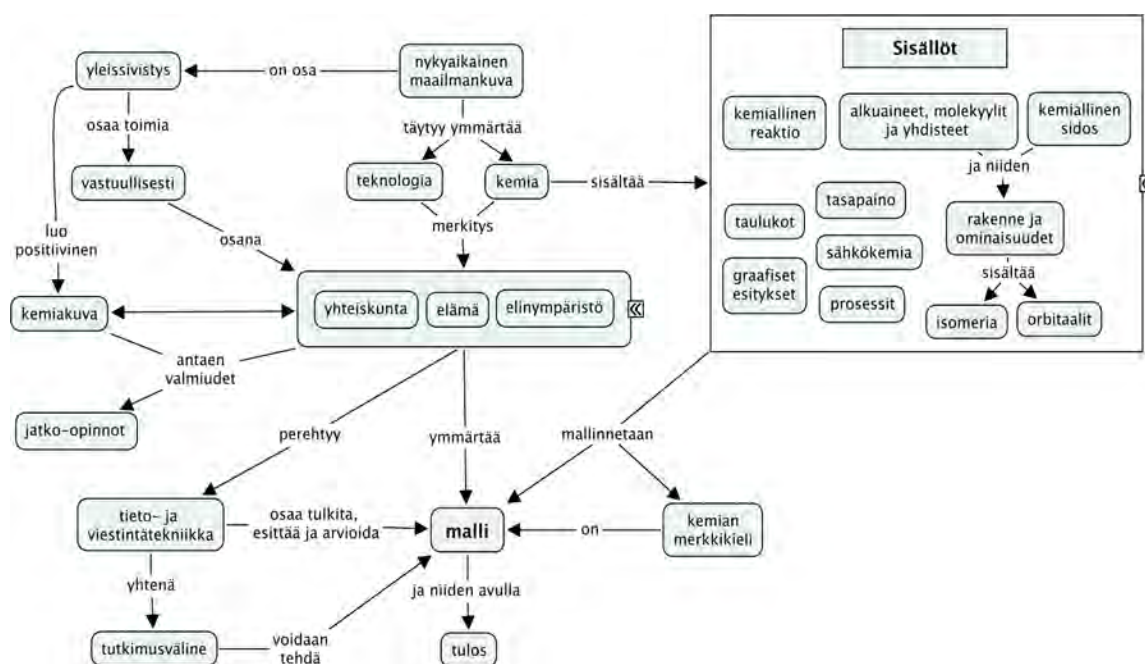 Sisällöt
yleissivistys
on osa
nykyaikainen
maailmankuva
osaa toimia
täytyy ymmärtää
vastuullisesti
teknologia
kemia
sisältää
luo
positiivinen
osana
merkitys
kemiallinen
reaktio
alkuaineet, molekyylit
ja yhdisteet
kemiallinen
sidos
ja niiden
taulukot
tasapaino
rakenne ja
ominaisuudet
sähkökemia
graafiset
esitykset
sisältää
prosessit
isomeria
orbitaalit
kemiakuva
yhteiskunta
elämä
elinympäristö
antaen
valmiudet
jatko-opinnot
perehtyy
ymmärtää
mallinnetaan
tieto- ja
viestintätekniikka
osaa tulkita,
esittää ja arvioida
malli
on
kemian
merkkikieli
yhtenä
ja niiden avulla
tutkimusväline
voidaan
tehdä
tulos